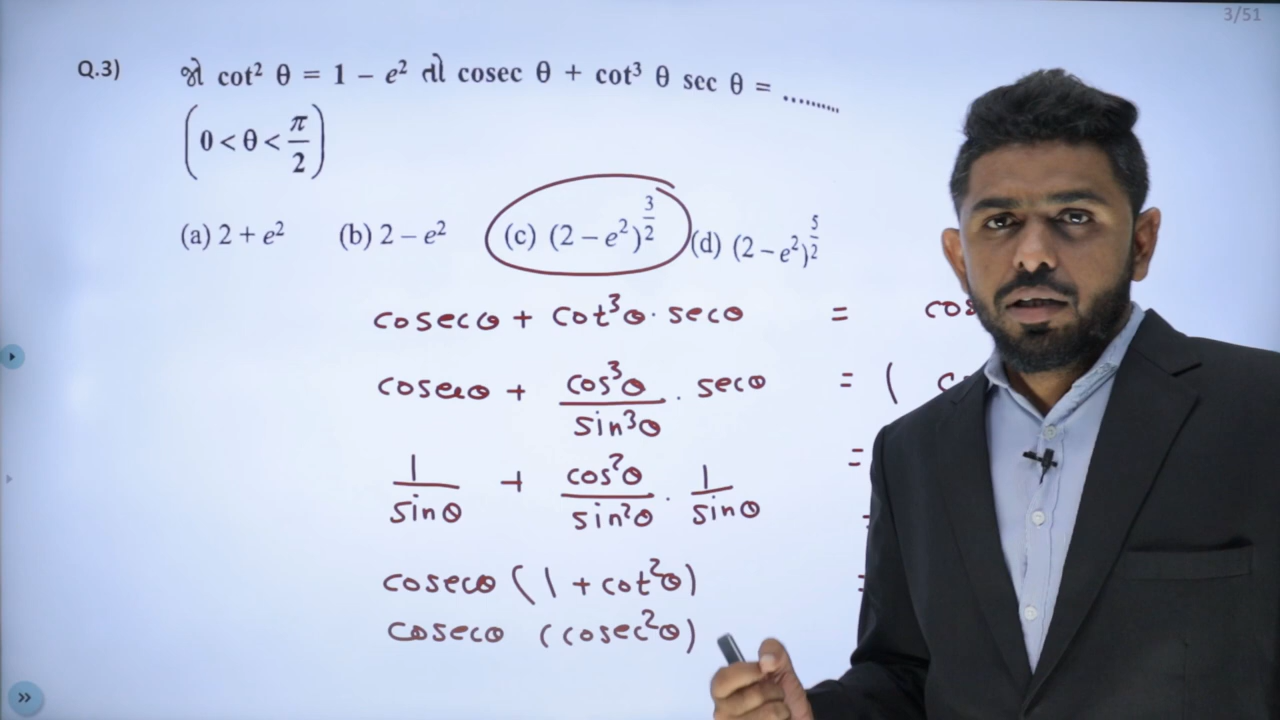 3/51
Q.3) જો cot² θ = 1 − e² તો cosec θ + cot³ θ sec θ = ..........
(0 < θ < π/2)
(a) 2 + e² (b) 2 − e² (c) (2 − e²)^(3/2) (d) (2 − e²)^(5/2)
cosecθ + cot³θ · secθ =
cosecθ + cos³θ/sin³θ · secθ = (
1/sinθ + cos²θ/sin²θ · 1/sinθ =
cosecθ (1 + cot²θ) =
cosecθ (cosec²θ)